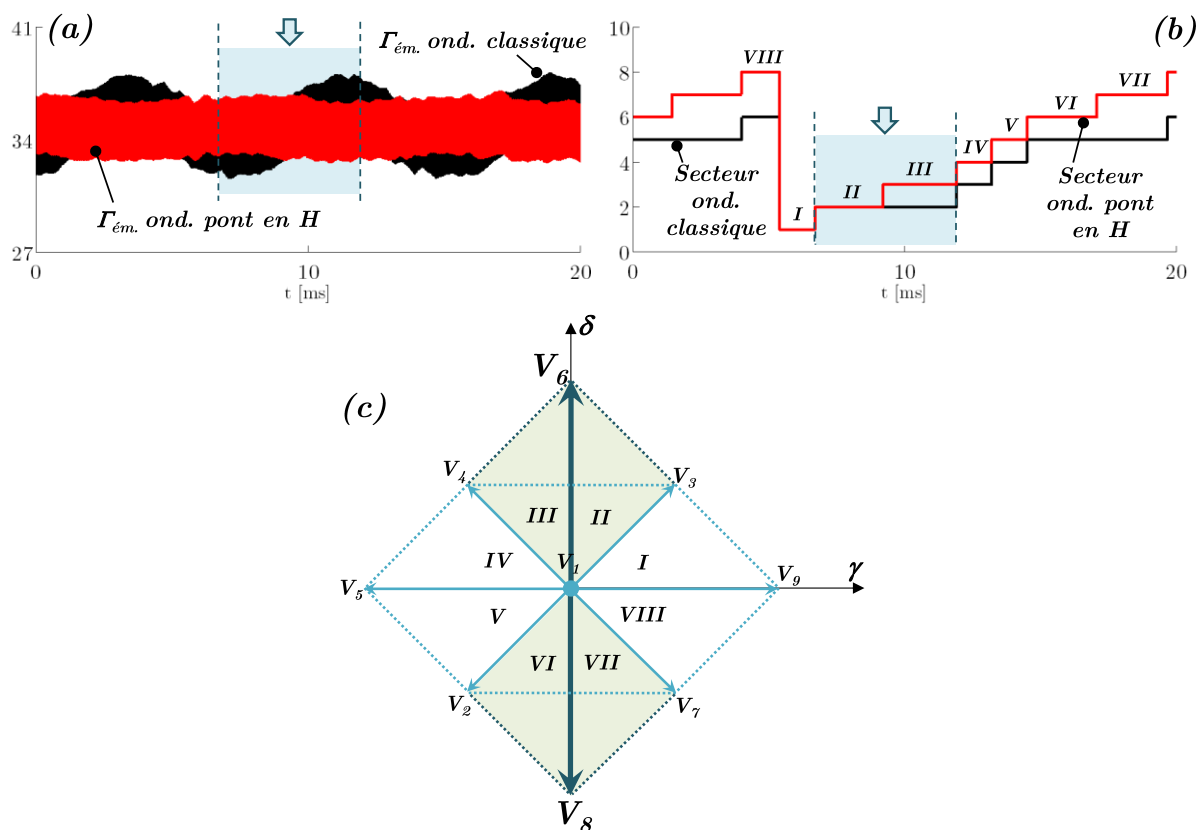 (a)
41
34
27
0
10
20
t [ms]
Γém. ond. classique
Γém. ond. pont en H
(b)
10
8
6
4
2
0
0
10
20
t [ms]
VIII
I
II
III
IV
V
VI
VII
Secteur
ond.
classique
Secteur
ond. pont
en H
(c)
δ
γ
V6
V4
V3
III
II
IV
V1
I
V5
V9
V
VIII
VI
VII
V2
V7
V8